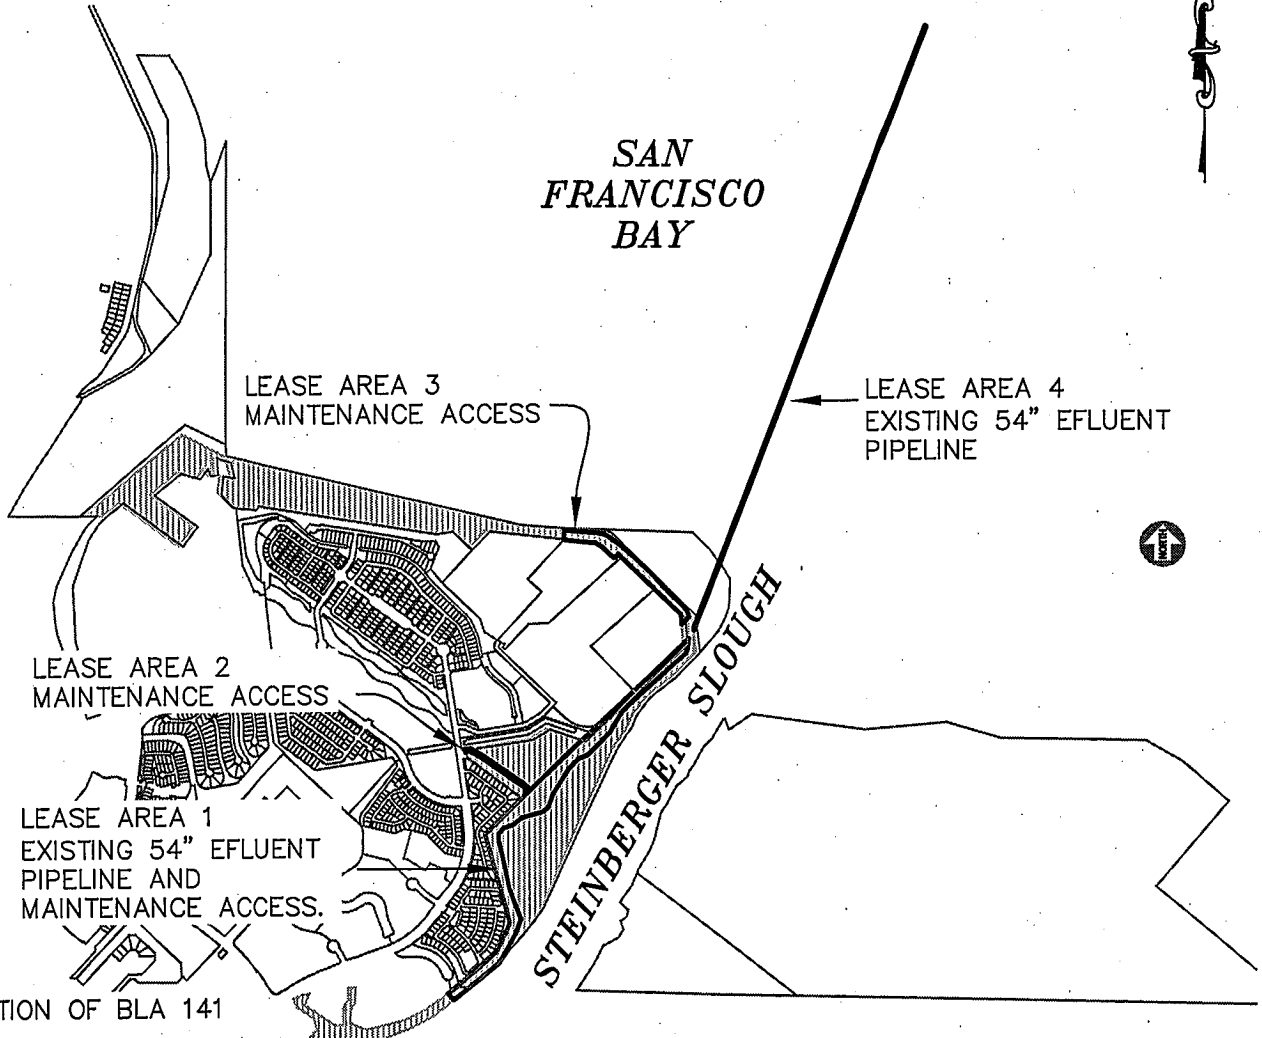 SAN
FRANCISCO
BAY
LEASE AREA 3
MAINTENANCE ACCESS
LEASE AREA 4
EXISTING 54" EFLUENT
PIPELINE
NORTH
STEINBERGER SLOUGH
LEASE AREA 2
MAINTENANCE ACCESS
LEASE AREA 1
EXISTING 54" EFLUENT
PIPELINE AND
MAINTENANCE ACCESS.
TION OF BLA 141